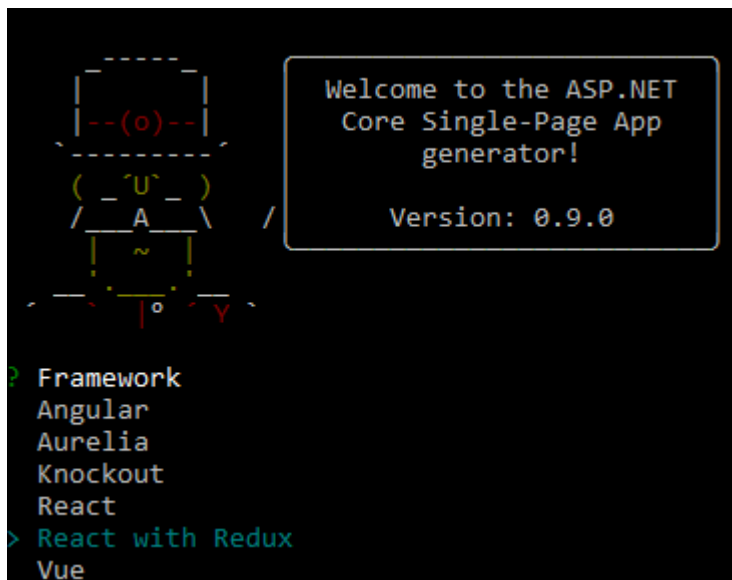 Welcome to the ASP.NET
Core Single-Page App
generator!
Version: 0.9.0
? Framework
Angular
Aurelia
Knockout
React
> React with Redux
Vue